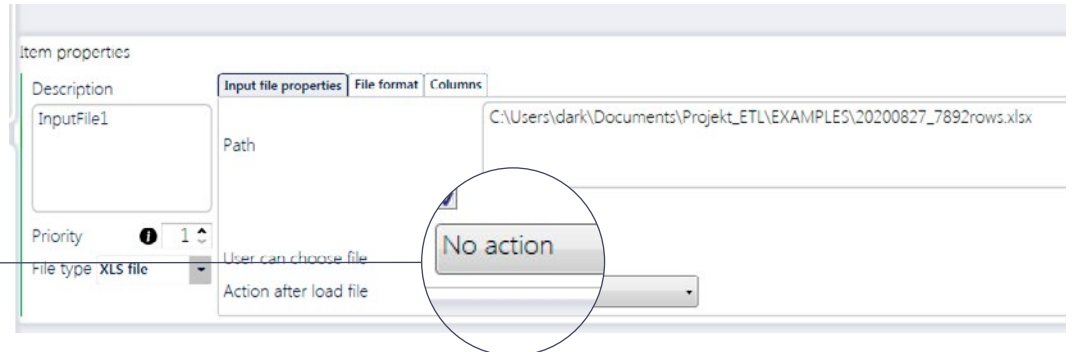 Item properties
Description
InputFile1
Priority 1
File type XLS file
Input file properties File format Columns
Path C:\Users\dark\Documents\Projekt_ETL\EXAMPLES\20200827_7892rows.xlsx
User can choose file
No action
Action after load file